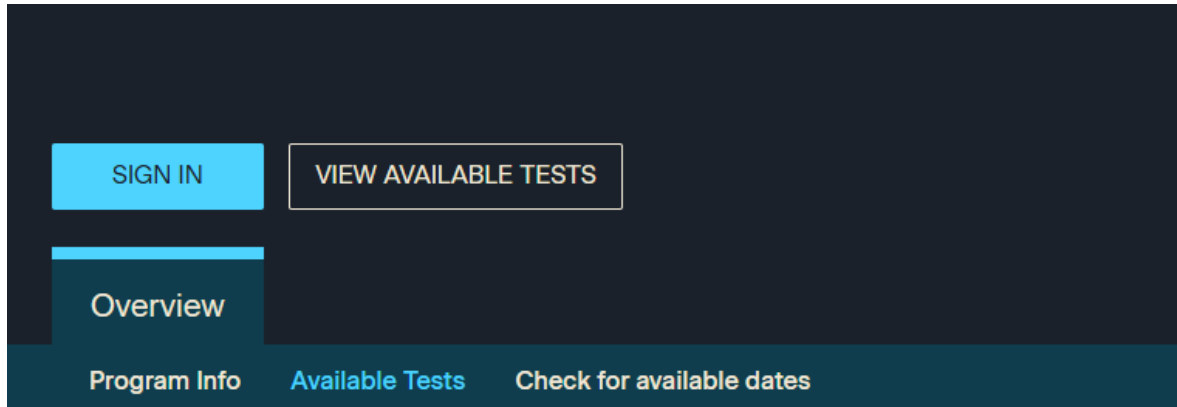 SIGN IN VIEW AVAILABLE TESTS
Overview
Program Info Available Tests Check for available dates